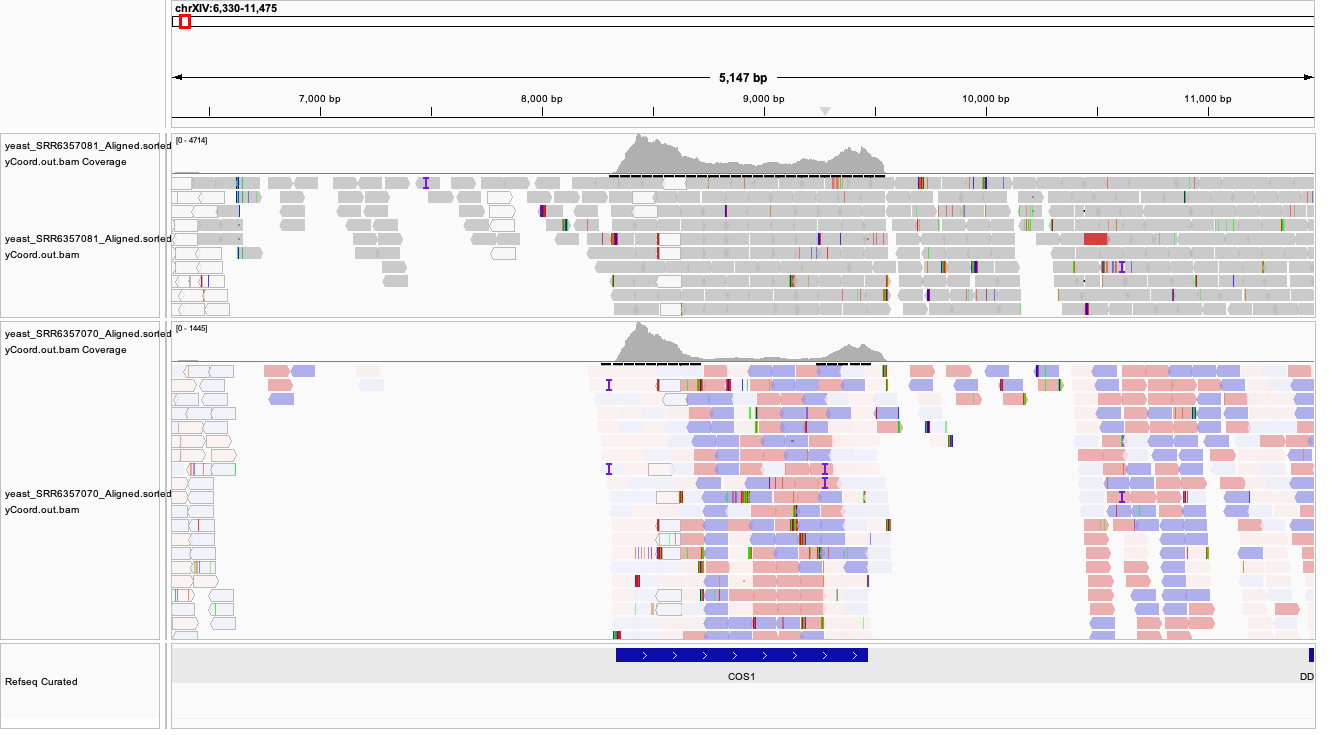 chrXIV:6,330-11,475
5,147 bp
7,000 bp
8,000 bp
9,000 bp
10,000 bp
11,000 bp
yeast_SRR6357081_Aligned.sorted
yCoord.out.bam Coverage
[0 - 4714]
yeast_SRR6357081_Aligned.sorted
yCoord.out.bam
yeast_SRR6357070_Aligned.sorted
yCoord.out.bam Coverage
[0 - 1445]
yeast_SRR6357070_Aligned.sorted
yCoord.out.bam
Refseq Curated
COS1
DD